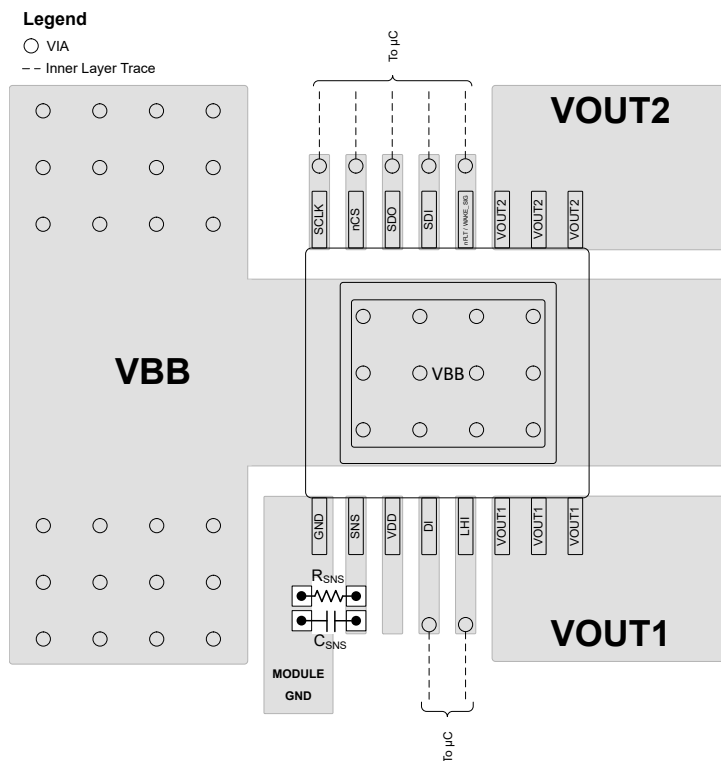 Legend
VIA
Inner Layer Trace
To µC
VOUT2
SCLK
nCS
SDO
SDI
nFLT / WAKE_SIG
VOUT2
VOUT2
VOUT2
VBB
VBB
GND
SNS
VDD
DI
LHI
VOUT1
VOUT1
VOUT1
RSNS
CSNS
VOUT1
MODULE
GND
To µC